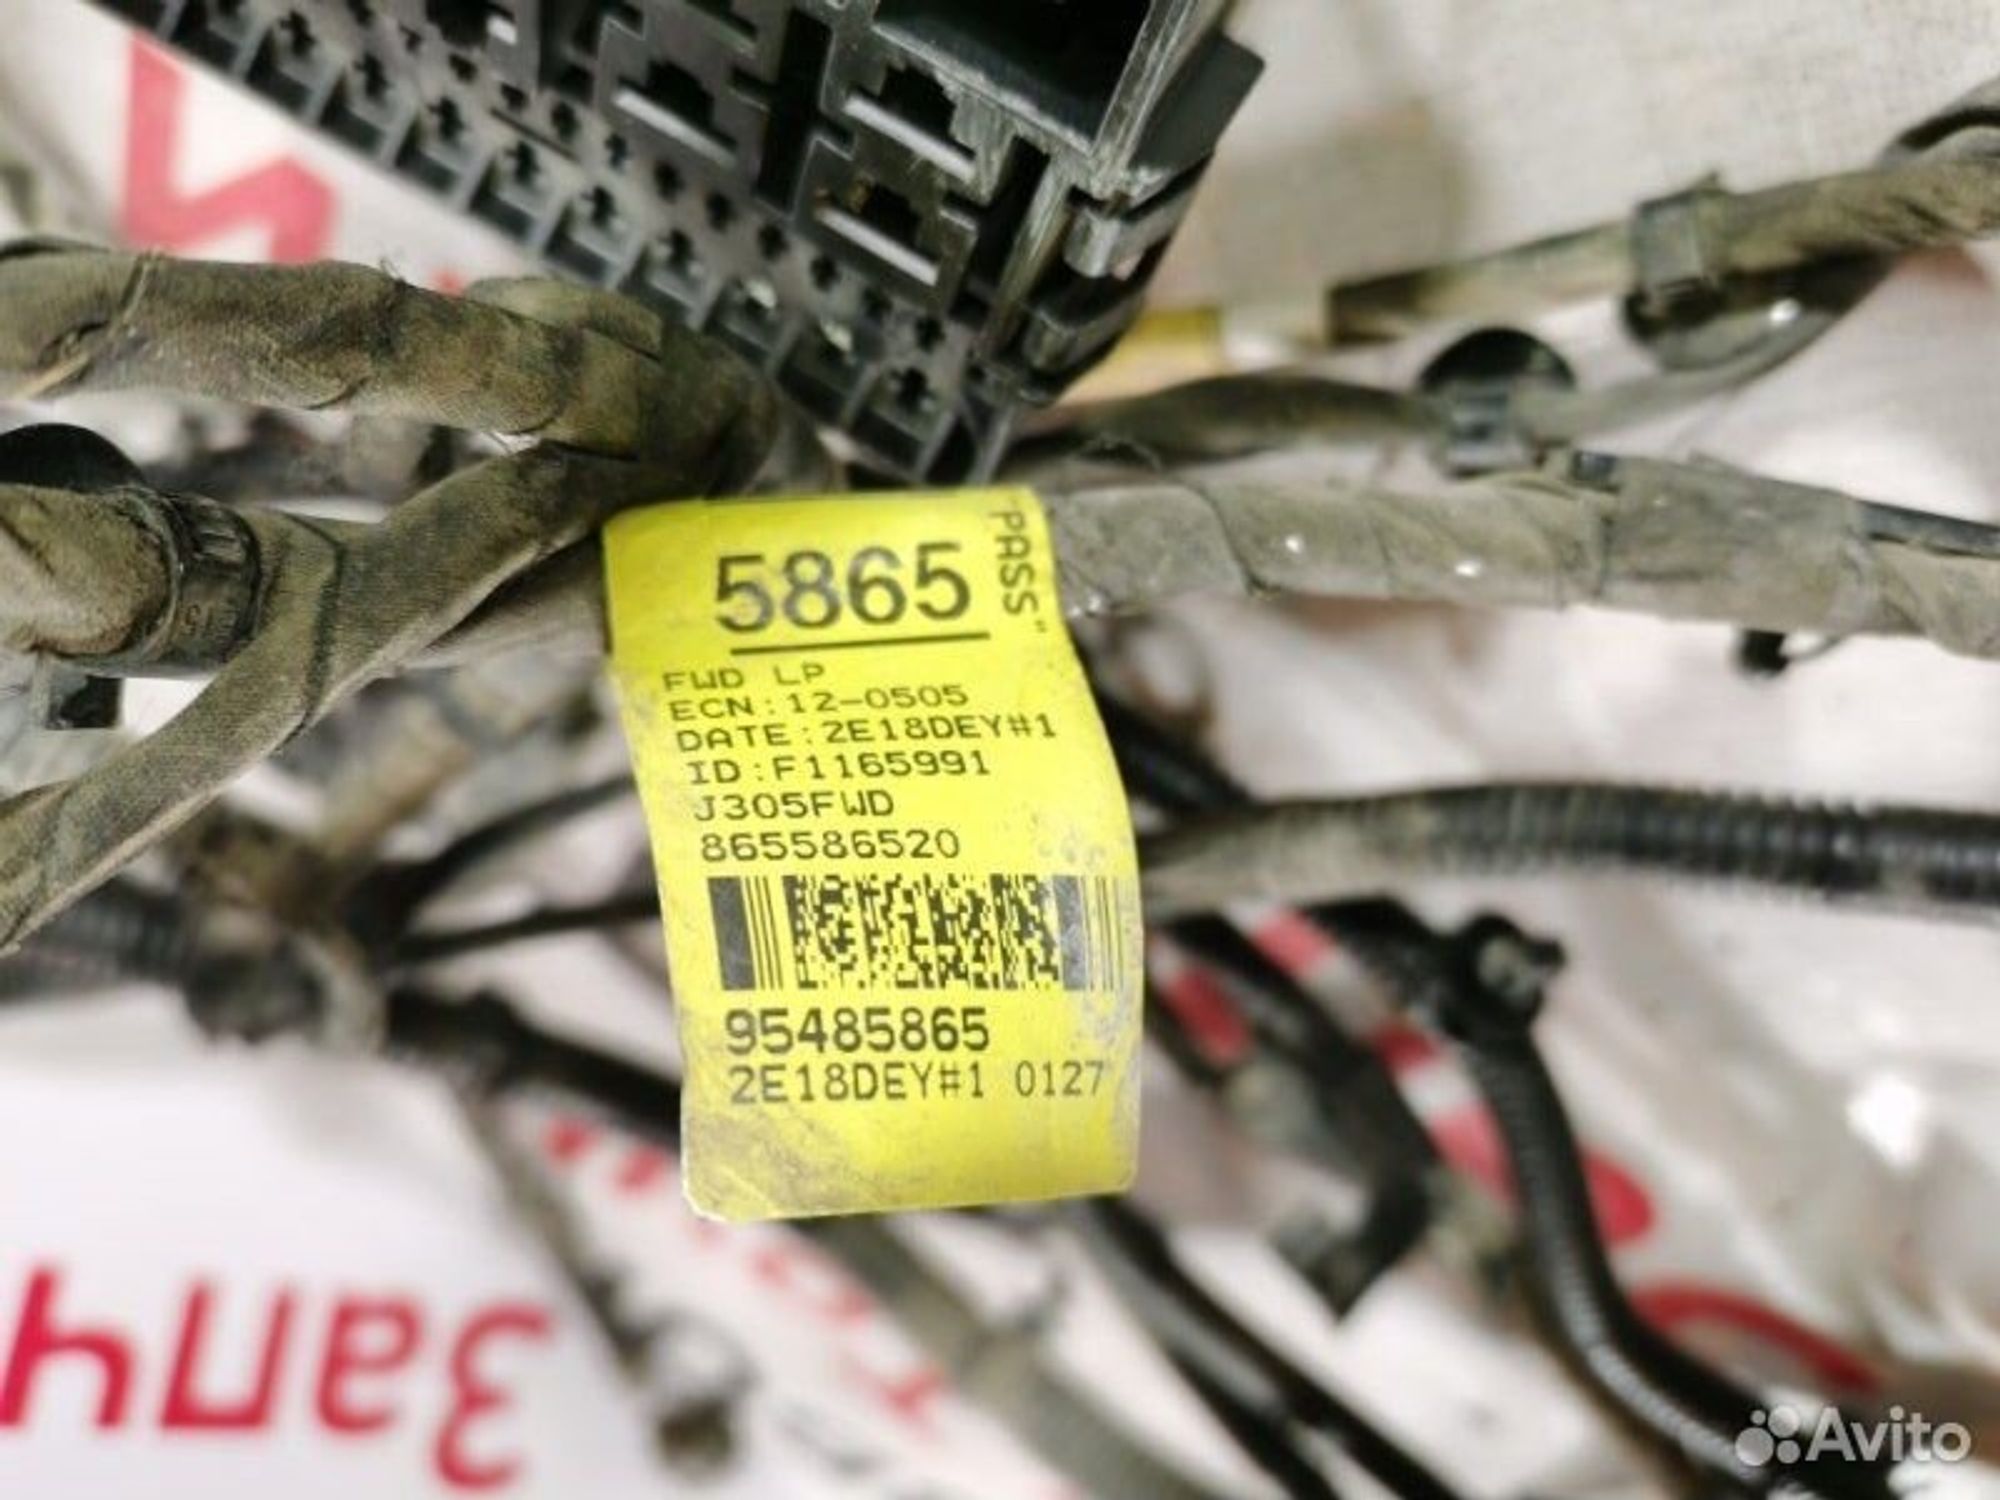 5865
"PASS"
FWD LP
ECN:12-0505
DATE:2E18DEY#1
ID:F1165991
J305FWD
865586520
95485865
2E18DEY#1 0127
Запч
Avito